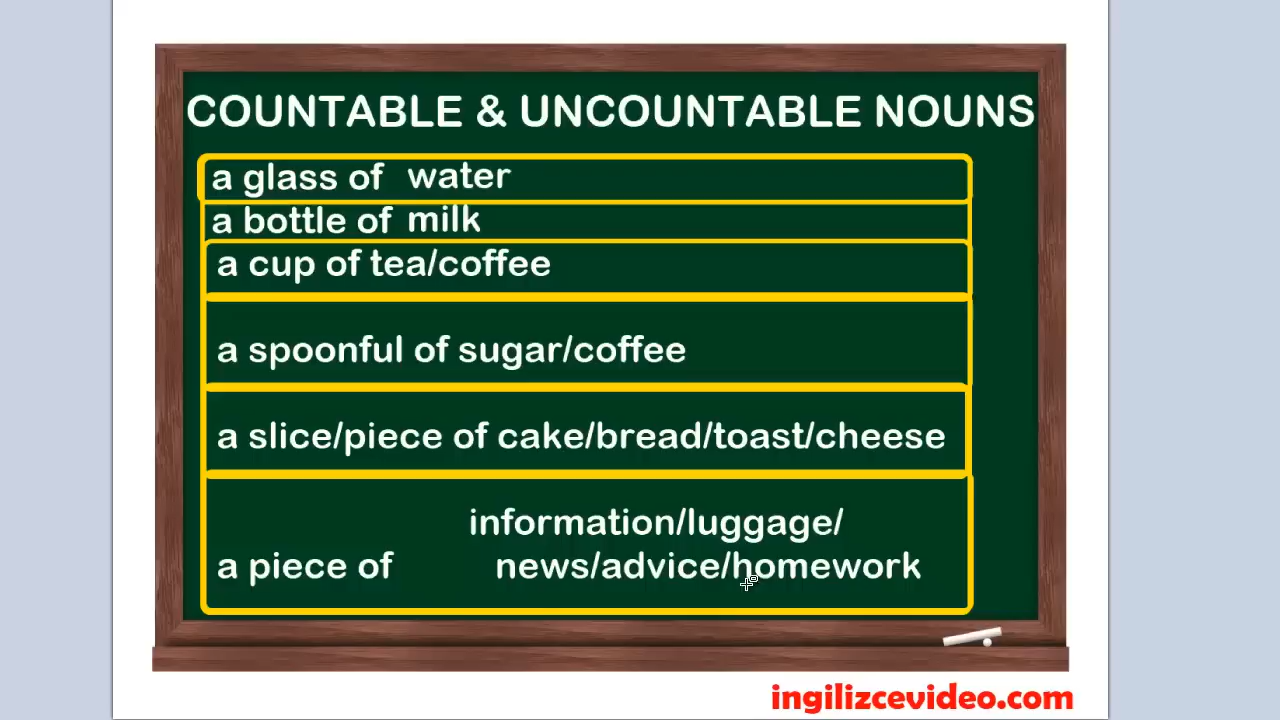 COUNTABLE & UNCOUNTABLE NOUNS
a glass of water
a bottle of milk
a cup of tea/coffee
a spoonful of sugar/coffee
a slice/piece of cake/bread/toast/cheese
information/luggage/
a piece of news/advice/homework
ingilizcevideo.com